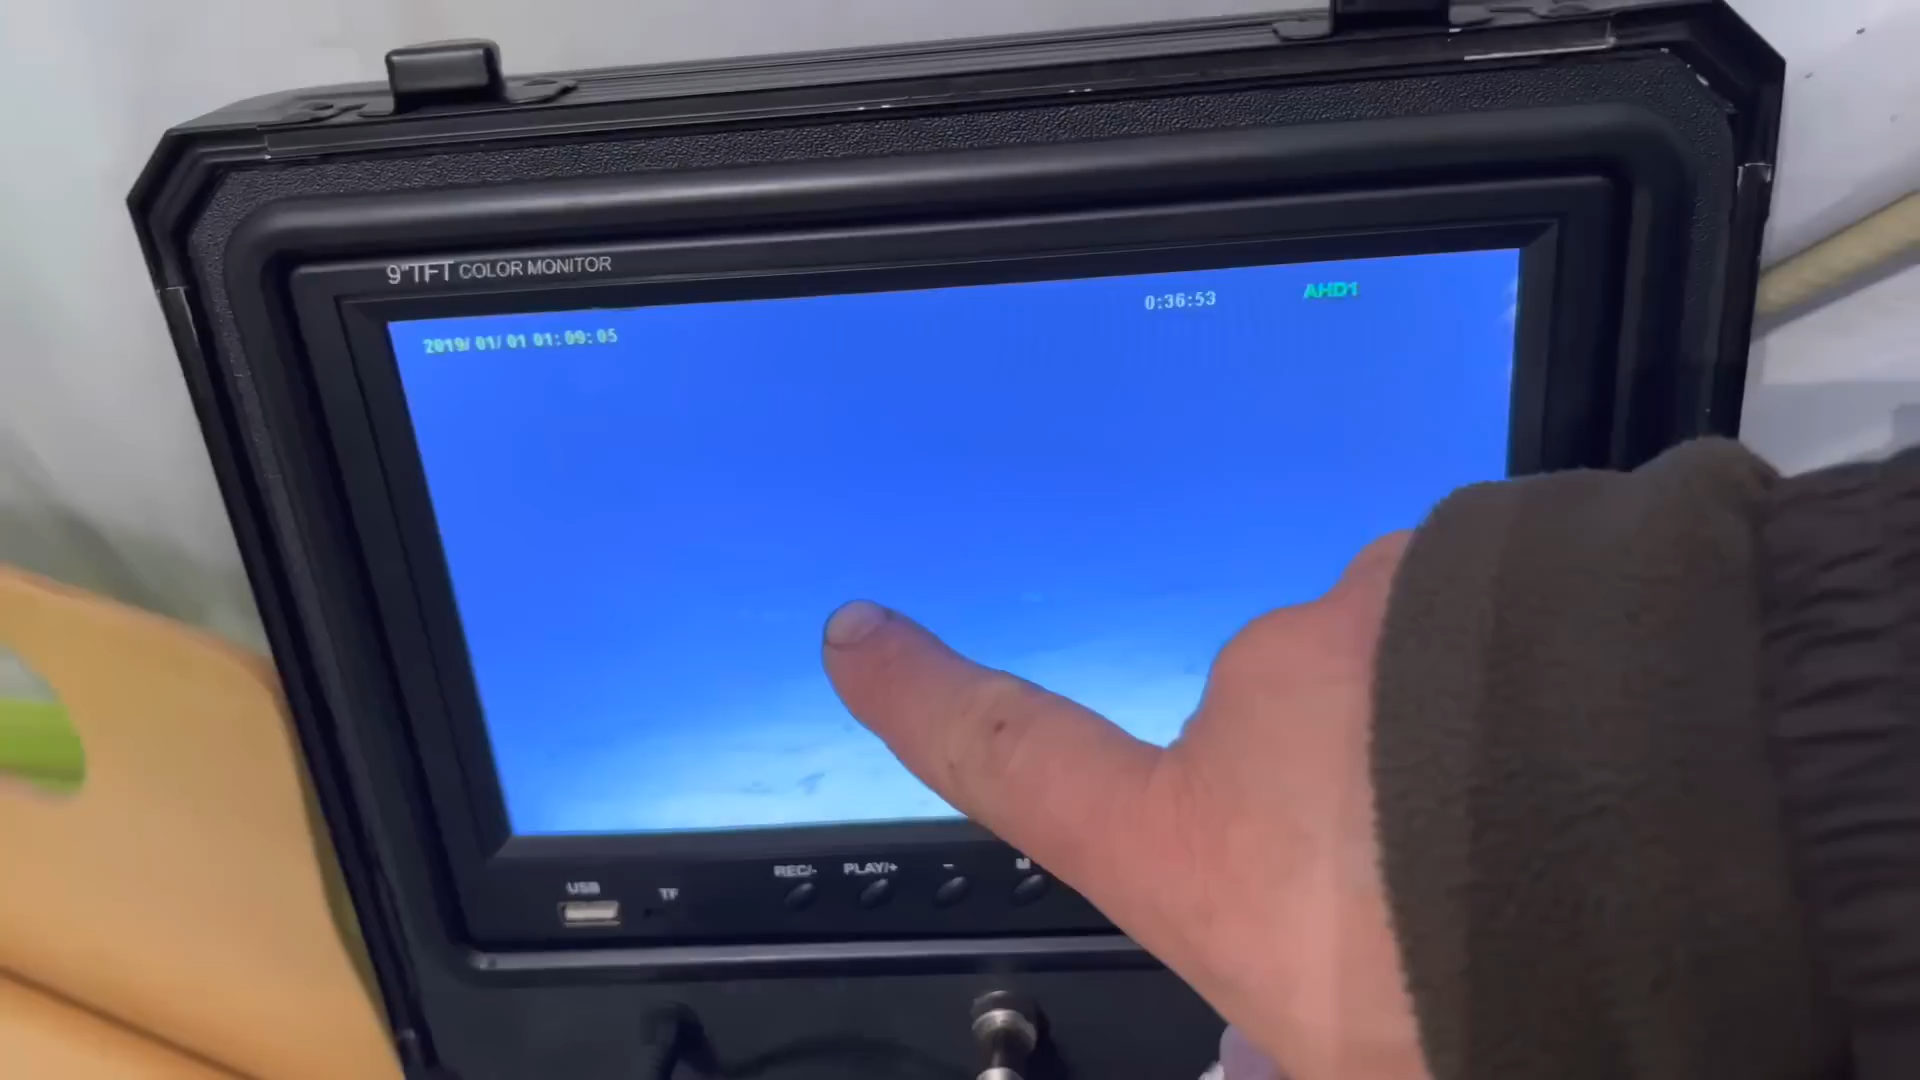 9"TFT COLOR MONITOR
0:36:53
AHD1
2019/01/01 01:09:05
REC/-
PLAY/+
-
M
USB
TF